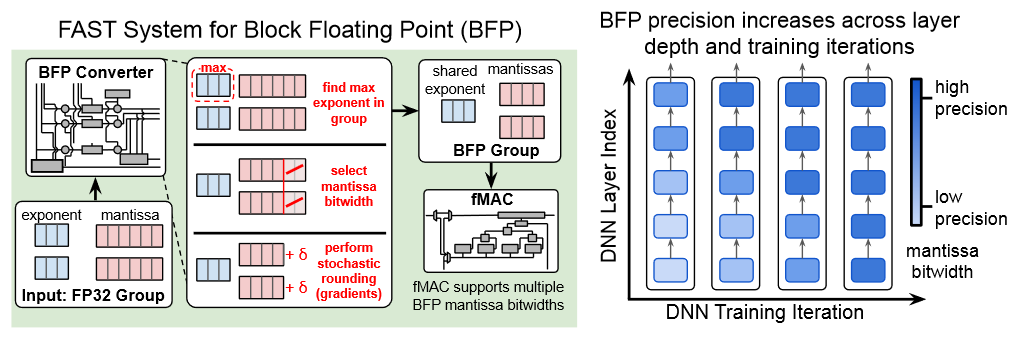 FAST System for Block Floating Point (BFP)
BFP Converter
exponent
mantissa
Input: FP32 Group
max
find max
exponent in
group
select
mantissa
bitwidth
+ δ
+ δ
perform
stochastic
rounding
(gradients)
shared
exponent
mantissas
BFP Group
fMAC
fMAC supports multiple
BFP mantissa bitwidths
BFP precision increases across layer
depth and training iterations
DNN Layer Index
DNN Training Iteration
high
precision
low
precision
mantissa
bitwidth